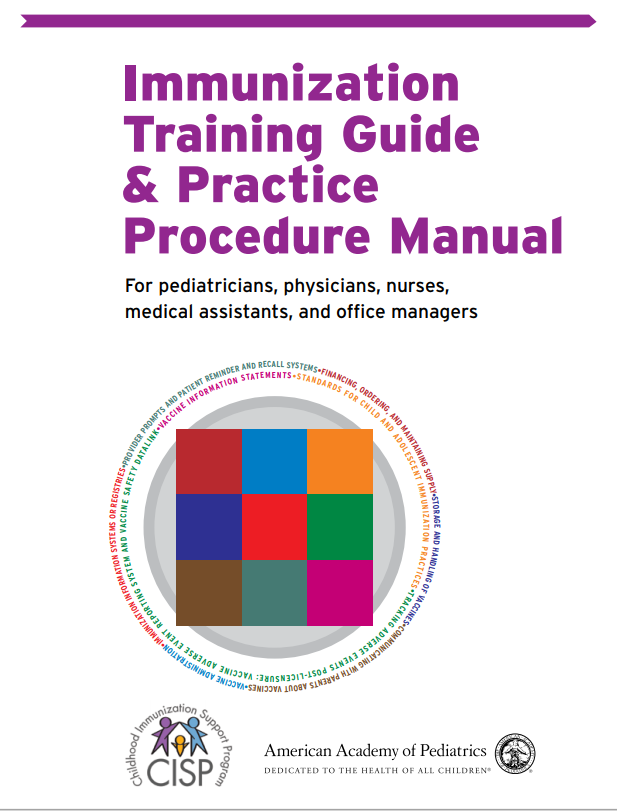 Immunization
Training Guide
& Practice
Procedure Manual
For pediatricians, physicians, nurses,
medical assistants, and office managers
PROVIDER PROMPTS AND PATIENT REMINDER AND RECALL SYSTEMS•FINANCING, ORDERING, AND MAINTAINING SUPPLY•STORAGE AND HANDLING OF VACCINES•COMMUNICATING WITH PARENTS ABOUT VACCINES•VACCINE ADMINISTRATION•IMMUNIZATION INFORMATION SYSTEMS OR REGISTRIES•
VACCINE INFORMATION STATEMENTS•STANDARDS FOR CHILD AND ADOLESCENT IMMUNIZATION PRACTICES•TRACKING ADVERSE EVENTS POST-LICENSURE: VACCINE ADVERSE EVENT REPORTING SYSTEM AND VACCINE SAFETY DATALINK•
Childhood Immunization Support Program
CISP
American Academy of Pediatrics
DEDICATED TO THE HEALTH OF ALL CHILDREN®